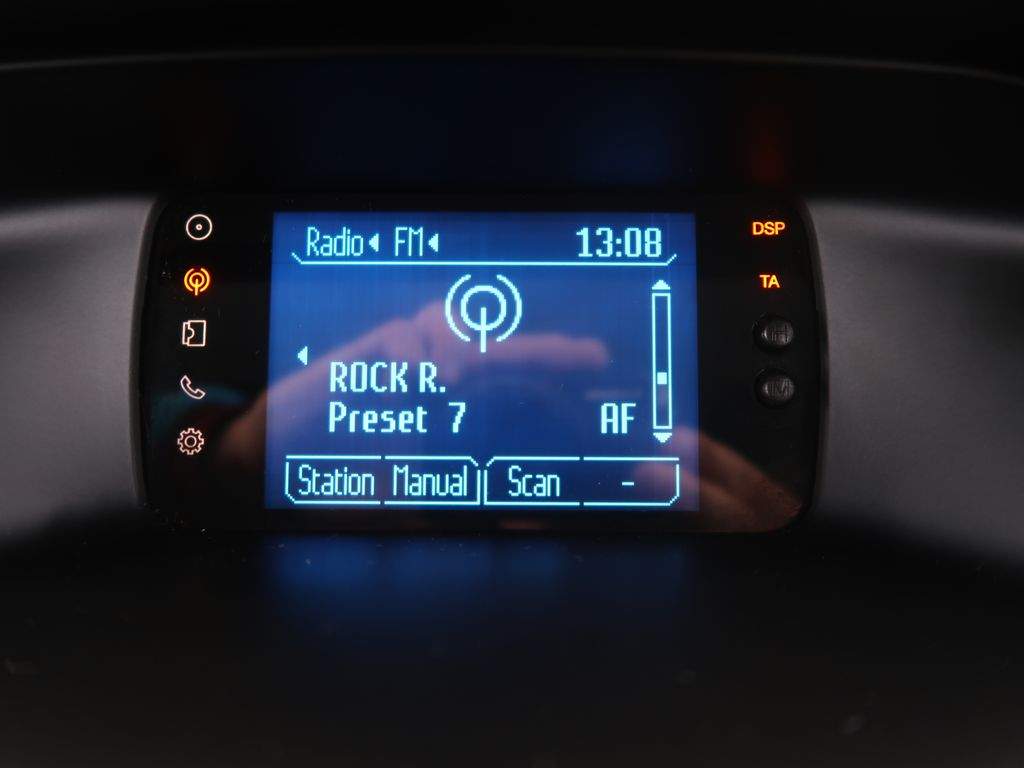 Radio FM 13:08
DSP
TA
ROCK R.
Preset 7 AF
Station Manual Scan -
H
M